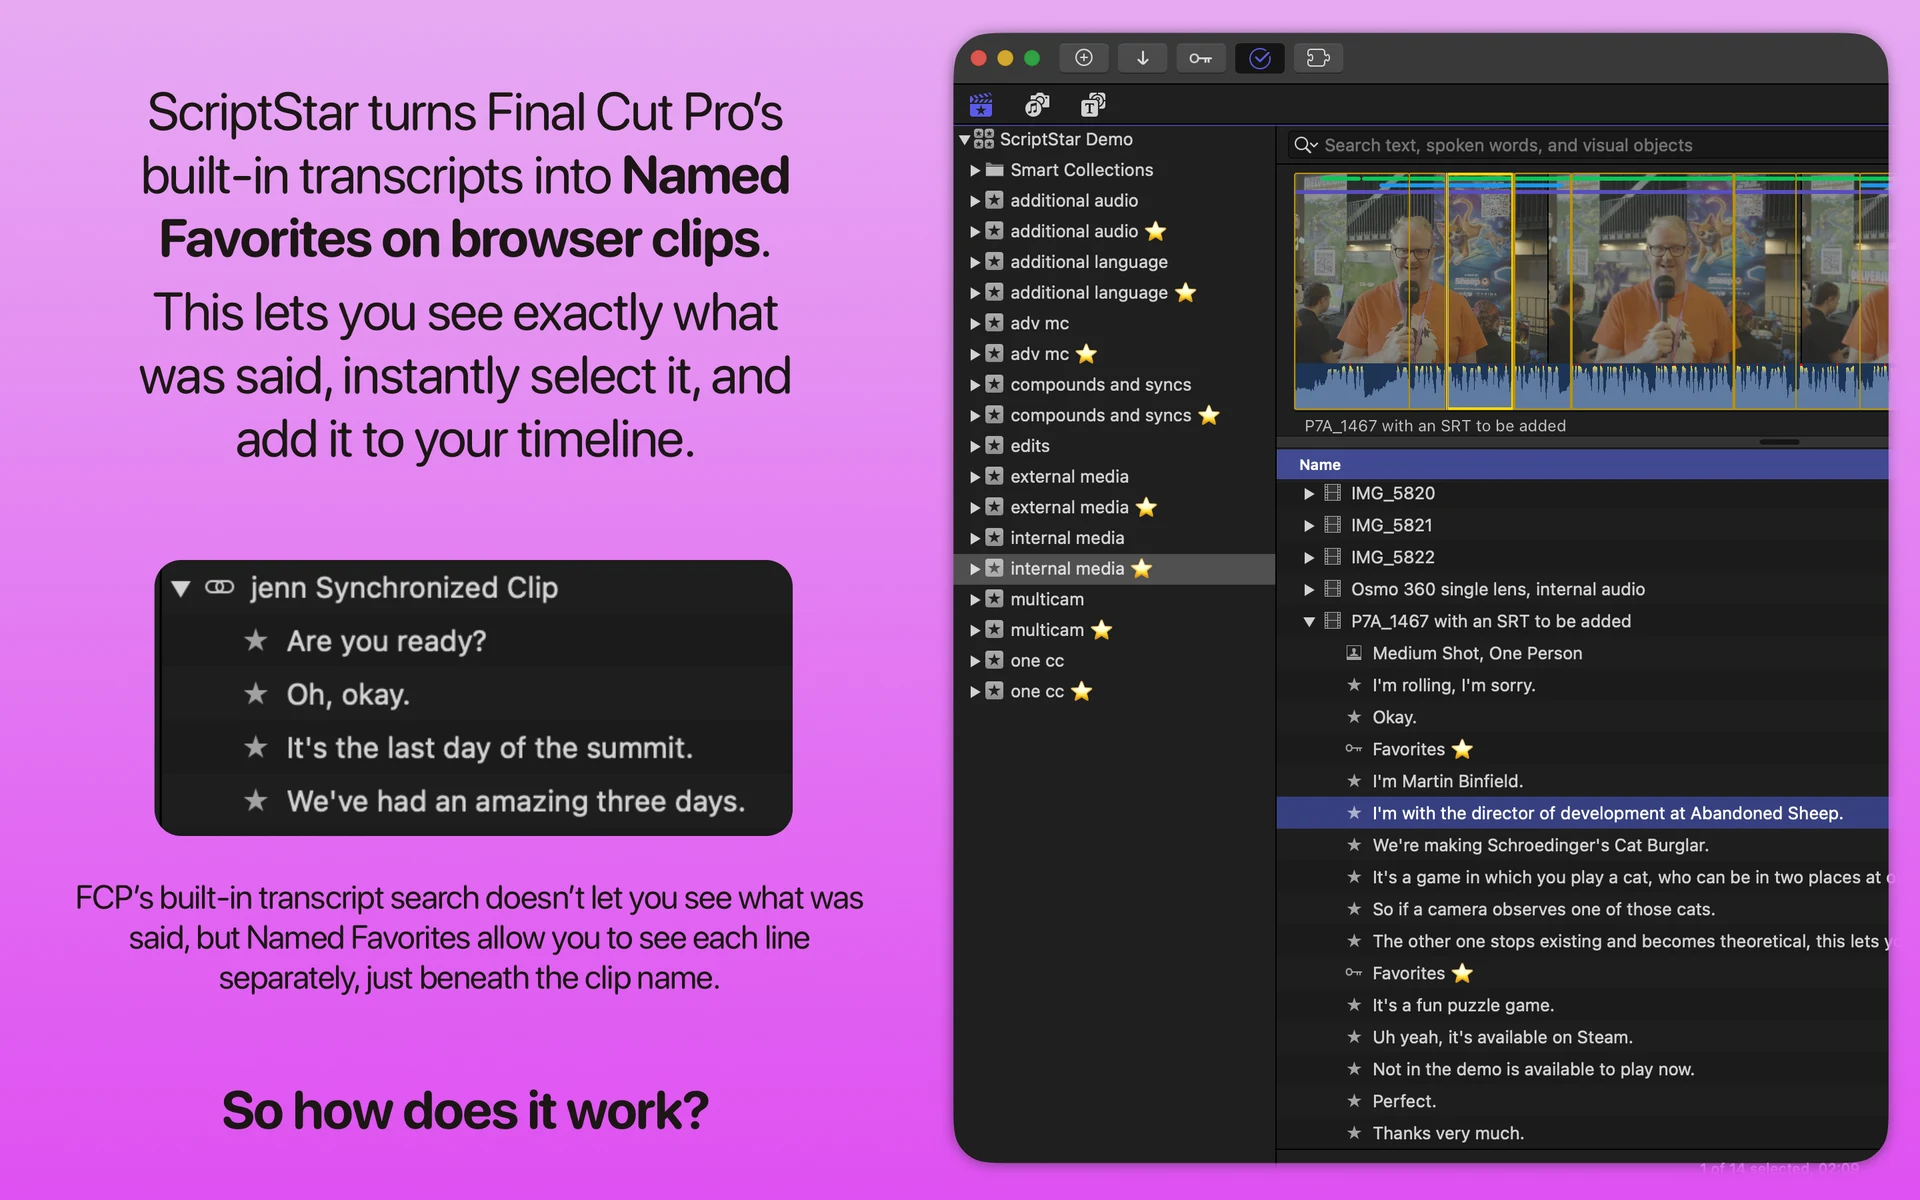 ScriptStar turns Final Cut Pro’s
built-in transcripts into Named
Favorites on browser clips.
This lets you see exactly what
was said, instantly select it, and
add it to your timeline.
jenn Synchronized Clip
Are you ready?
Oh, okay.
It's the last day of the summit.
We've had an amazing three days.
FCP’s built-in transcript search doesn’t let you see what was
said, but Named Favorites allow you to see each line
separately, just beneath the clip name.
So how does it work?
ScriptStar Demo
Smart Collections
additional audio
additional audio ⭐
additional language
additional language ⭐
adv mc
adv mc ⭐
compounds and syncs
compounds and syncs ⭐
edits
external media
external media ⭐
internal media
internal media ⭐
multicam
multicam ⭐
one cc
one cc ⭐
Search text, spoken words, and visual objects
P7A_1467 with an SRT to be added
Name
IMG_5820
IMG_5821
IMG_5822
Osmo 360 single lens, internal audio
P7A_1467 with an SRT to be added
Medium Shot, One Person
I'm rolling, I'm sorry.
Okay.
Favorites ⭐
I'm Martin Binfield.
I'm with the director of development at Abandoned Sheep.
We're making Schroedinger's Cat Burglar.
It's a game in which you play a cat, who can be in two places at
So if a camera observes one of those cats.
The other one stops existing and becomes theoretical, this lets
Favorites ⭐
It's a fun puzzle game.
Uh yeah, it's available on Steam.
Not in the demo is available to play now.
Perfect.
Thanks very much.
1 of 14 selected, 02:09